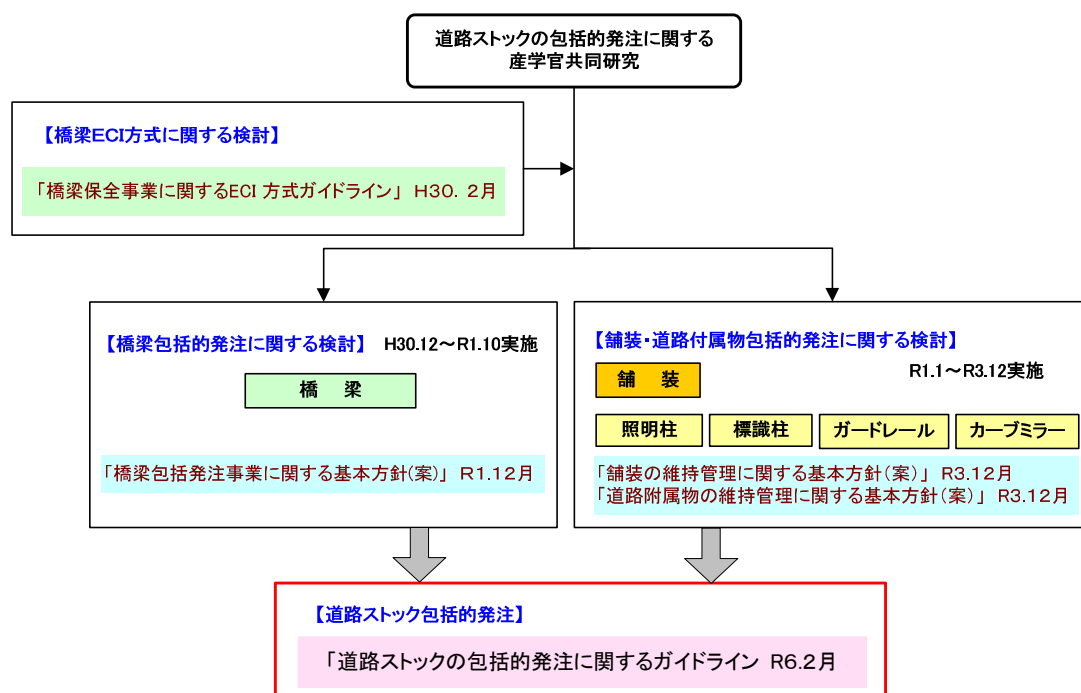 道路ストックの包括的発注に関する
産学官共同研究
【橋梁ECI方式に関する検討】
「橋梁保全事業に関するECI 方式ガイドライン」 H30. 2月
【橋梁包括的発注に関する検討】 H30.12～R1.10実施
橋 梁
「橋梁包括発注事業に関する基本方針(案)」 R1.12月
【舗装・道路付属物包括的発注に関する検討】
R1.1～R3.12実施
舗 装
照明柱 標識柱 ガードレール カーブミラー
「舗装の維持管理に関する基本方針(案)」 R3.12月
「道路附属物の維持管理に関する基本方針(案)」 R3.12月
【道路ストック包括的発注】
「道路ストックの包括的発注に関するガイドライン R6.2月